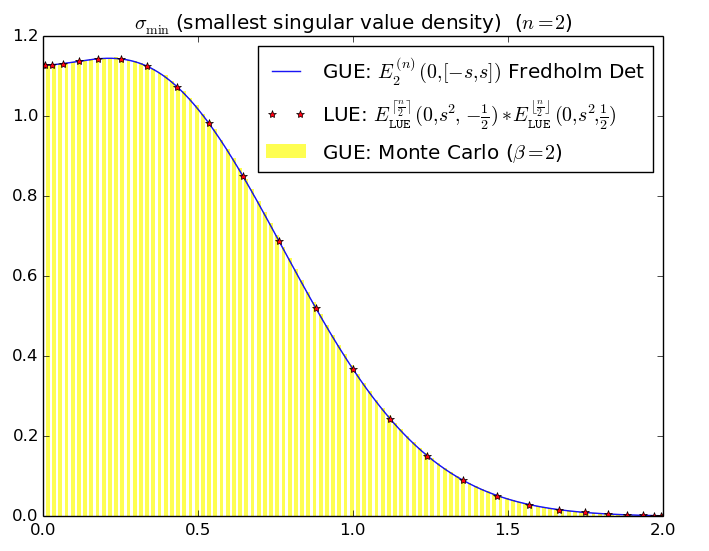 σ_min (smallest singular value density) (n=2)
GUE: E_2^(n)(0,[−s,s]) Fredholm Det
LUE: E_LUE^⌈n/2⌉(0,s²,−1/2)∗E_LUE^⌊n/2⌋(0,s²,1/2)
GUE: Monte Carlo (β=2)
1.2
1.0
0.8
0.6
0.4
0.2
0.0
0.0 0.5 1.0 1.5 2.0